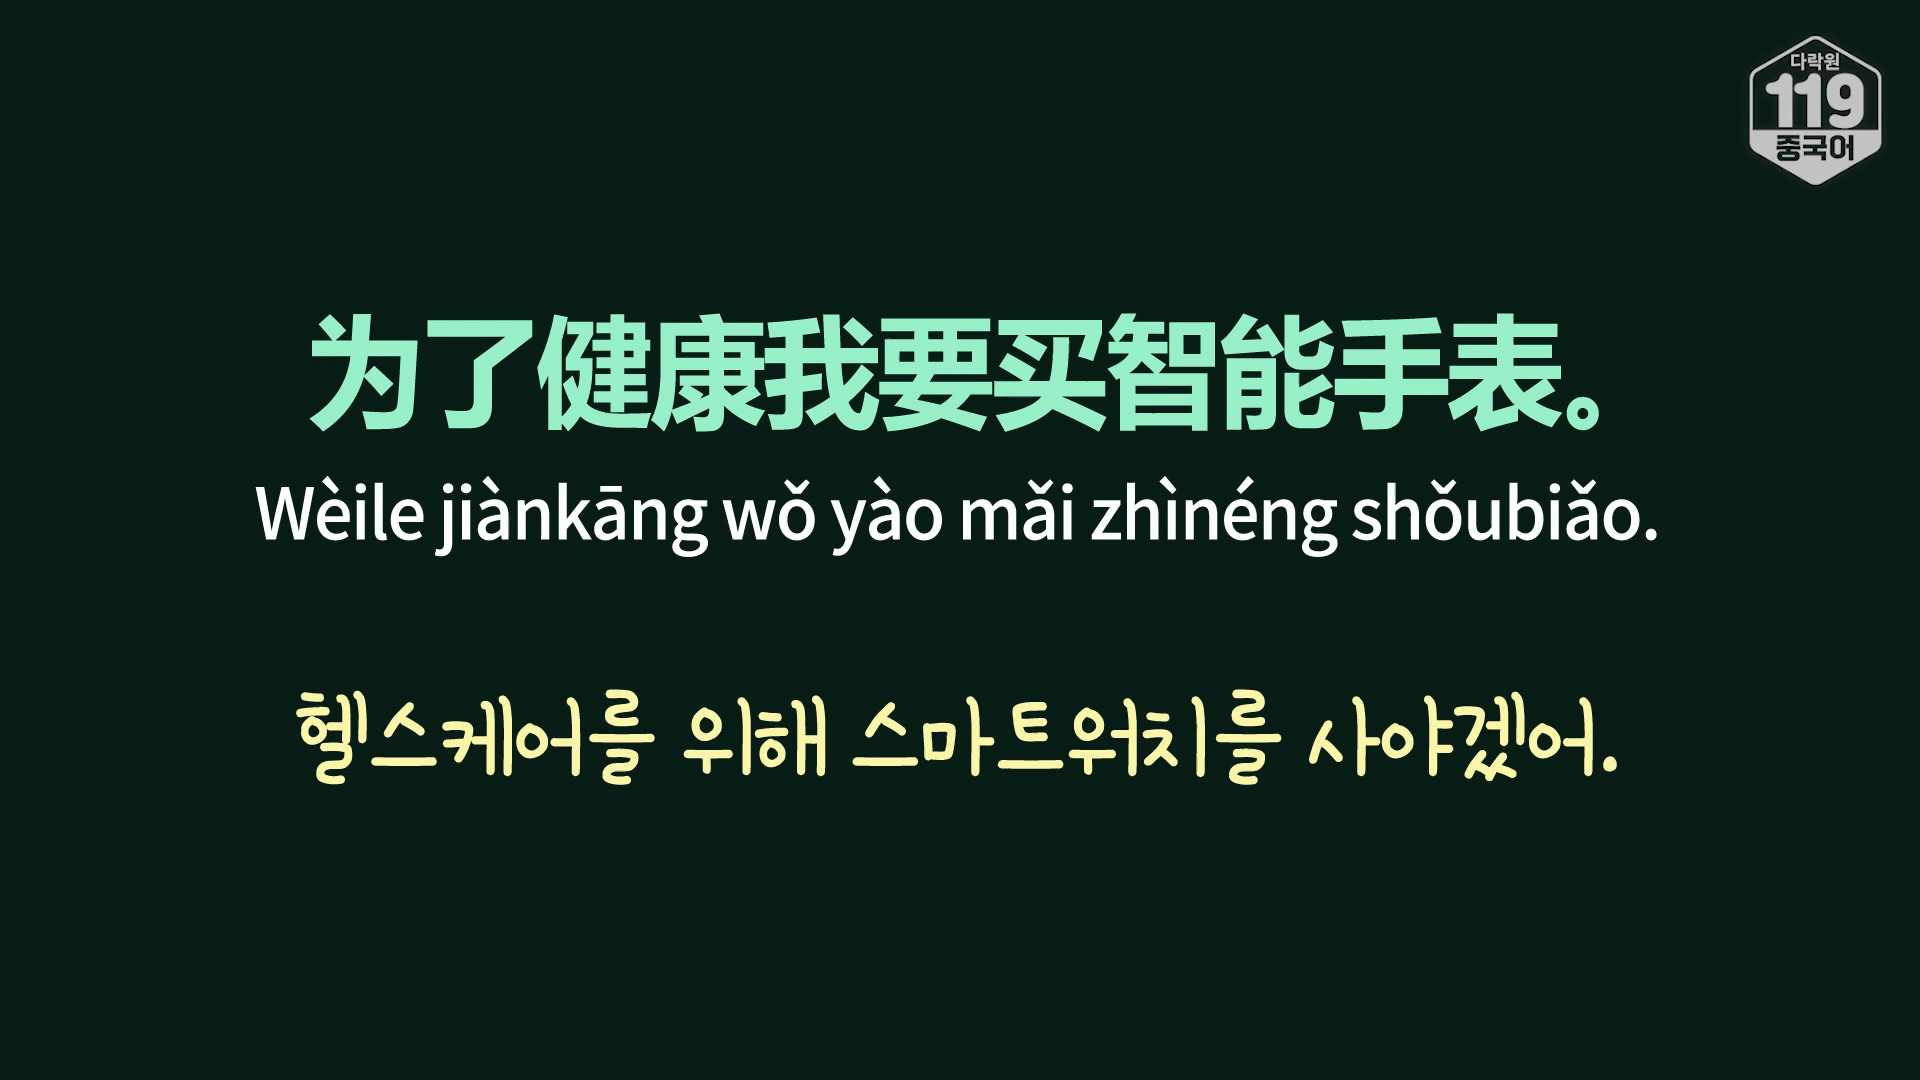 다락원
119
중국어
为了健康我要买智能手表。
Wèile jiànkāng wǒ yào mǎi zhìnéng shǒubiǎo.
헬스케어를 위해 스마트워치를 사야겠어.